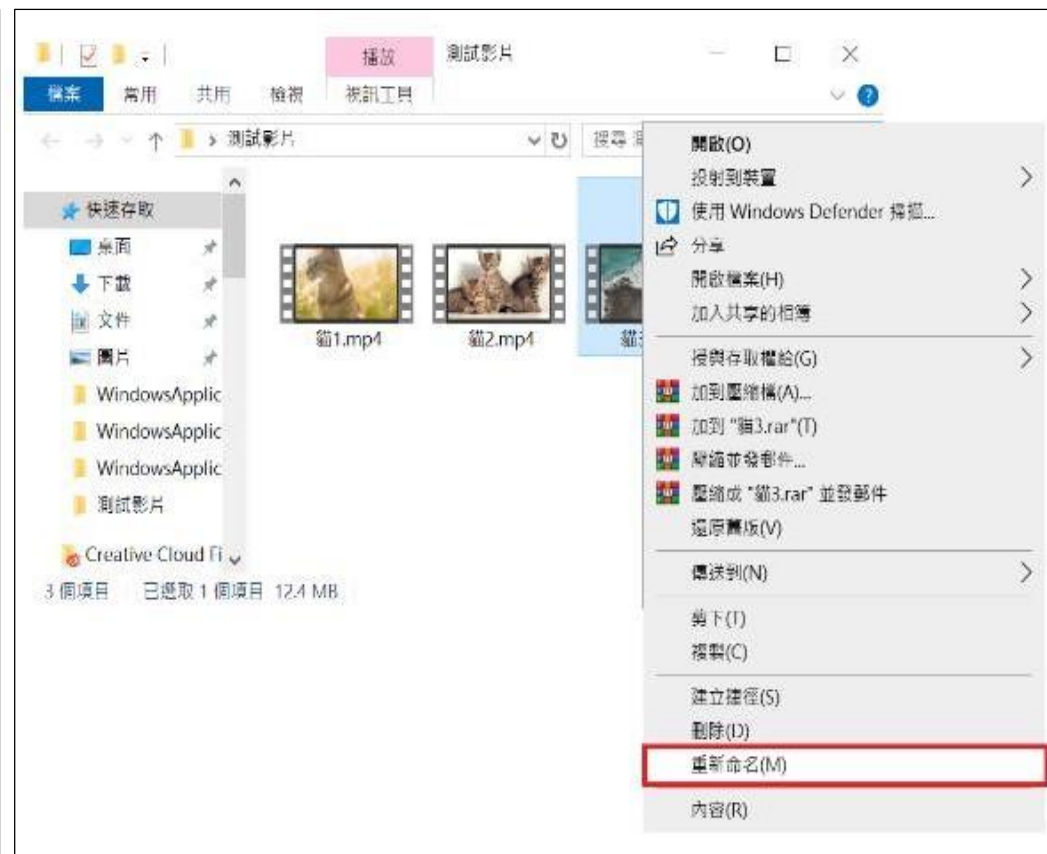 播放
測試影片
檔案
常用
共用
檢視
視訊工具
測試影片
搜尋
快速存取
桌面
下載
文件
圖片
WindowsApplic
WindowsApplic
WindowsApplic
測試影片
Creative Cloud Fi
貓1.mp4
貓2.mp4
貓3
3 個項目
已選取 1 個項目 12.4 MB
開啟(O)
投射到裝置
使用 Windows Defender 掃描...
分享
開啟檔案(H)
加入共享的相簿
授與存取權給(G)
加到壓縮檔(A)...
加到 "貓3.rar"(T)
壓縮並發郵件...
壓縮成 "貓3.rar" 並發郵件
還原舊版(V)
傳送到(N)
剪下(T)
複製(C)
建立捷徑(S)
刪除(D)
重新命名(M)
內容(R)